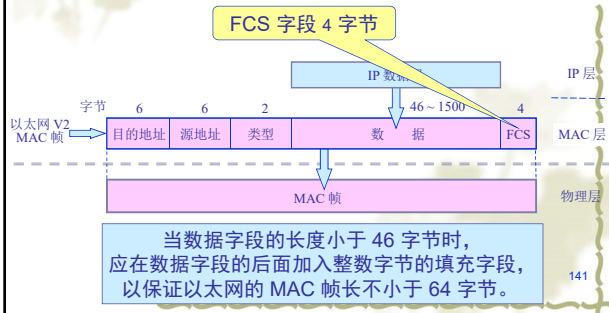 FCS 字段 4 字节
IP 数据
IP 层
字节 6 6 2 46 ~ 1500 4
以太网 V2
MAC 帧
目的地址 源地址 类型 数 据 FCS
MAC 层
MAC 帧
物理层
当数据字段的长度小于 46 字节时，
应在数据字段的后面加入整数字节的填充字段，
以保证以太网的 MAC 帧长不小于 64 字节。
141